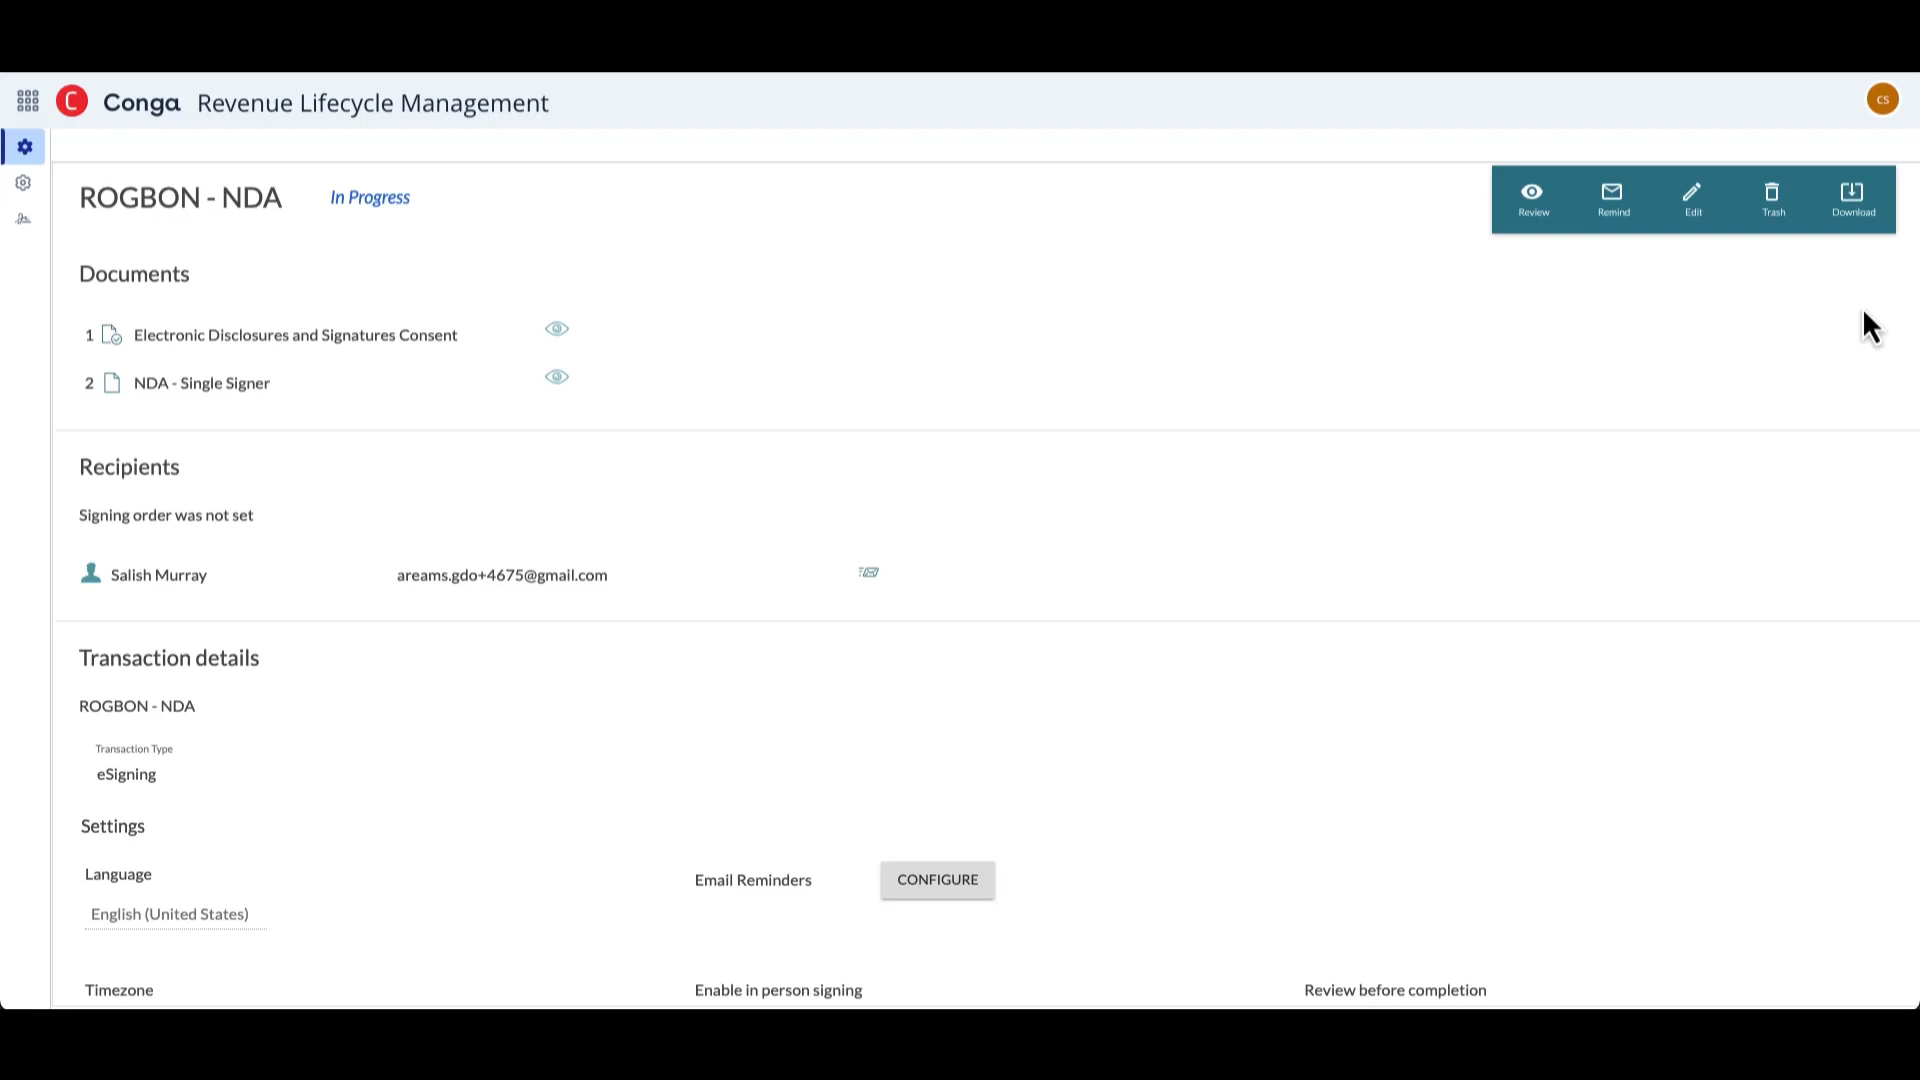 C Conga Revenue Lifecycle Management
CS
ROGBON - NDA In Progress
Review Remind Edit Trash Download
Documents
1 Electronic Disclosures and Signatures Consent
2 NDA - Single Signer
Recipients
Signing order was not set
Salish Murray areams.gdo+4675@gmail.com
Transaction details
ROGBON - NDA
Transaction Type
eSigning
Settings
Language
Email Reminders CONFIGURE
English (United States)
Timezone Enable in person signing Review before completion